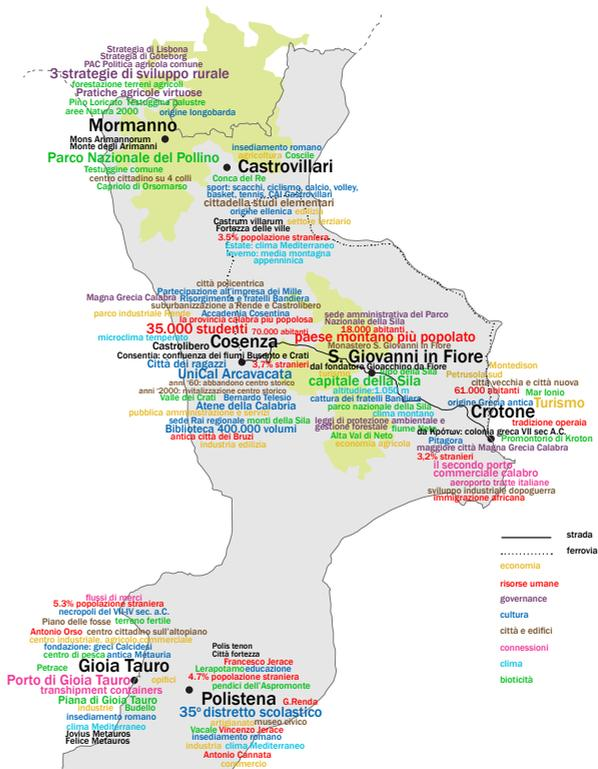 Strategia di Lisbona
Strategia di Göteborg
PAC Politica agricola comune
3 strategie di sviluppo rurale
forestazione terreni agricoli
Pratiche agricole virtuose
Pino Loricato Testuggine palustre
aree Natura 2000 origine longobarda
Mormanno
Mons Arimannorum
Monte degli Arimanni
Parco Nazionale del Pollino
Testuggine comune
centro cittadino su 4 colli
Capriolo di Orsomarso
insediamento romano
agricoltura Coscile
Castrovillari
Conca del Re
sport: scacchi, ciclismo, calcio, volley,
basket, tennis, CAI Castrovillari
cittadella studi elementari
origine ellenica edilizia
Castrum villarum settore terziario
Fortezza delle ville
3.5% popolazione straniera
Estate: clima Mediterraneo
Inverno: media montagna
appenninica
città policentrica
Partecipazione all'impresa dei Mille
Magna Grecia Calabra Risorgimento e fratelli Bandiera
suburbanizzazione a Rende e Castrolibero
parco industriale Rende Accademia Cosentina
la provincia calabra più popolosa
35.000 studenti 70.000 abitanti
microclima temperato
Castrolibero Cosenza
Consentia: confluenza dei fiumi Busento e Crati
Città dei ragazzi 3,7% stranieri
UniCal Arcavacata
anni '60: abbandono centro storico
anni '2000: rivitalizzazione centro storico
Valle del Crati Bernardo Telesio
Atene della Calabria
pubblica amministrazione e servizi
sede Rai regionale monti della Sila
Biblioteca 400.000 volumi
antica città dei Bruzi
industria edilizia
sede amministrativa del Parco
Nazionale della Sila
18.000 abitanti
paese montano più popolato
Monastero S. Giovanni in Fiore
S. Giovanni in Fiore
dal fondatore Gioacchino da Fiore
turismo lupo della Sila
capitale della Sila
altitudine:1.050 m
cattura dei fratelli Bandiera
parco nazionale della Sila
clima montano
leggi di protezione ambientale e
gestione forestale fiume Neto
Alta Val di Neto
economia agricola
Montedison
Petrolsud
città vecchia e città nuova
61.000 abitanti Mar Ionio
origine Grecia antica Turismo
Crotone
tradizione operaia
da Κρότων: colonia greca VII sec A.C.
Pitagora Promontorio di Kroton
maggiore città Magna Grecia Calabra
3,2% stranieri
il secondo porto
commerciale calabro
aeroporto tratte italiane
sviluppo industriale dopoguerra
immigrazione africana
strada
ferrovia
economia
risorse umane
governance
cultura
città e edifici
connessioni
clima
bioticità
flussi di merci
5.3% popolazione straniera
necropoli del VII-IV sec. a.C.
Piano delle fosse terreno fertile
Antonio Orso centro cittadino sull'altopiano
centro industriale, agricolo, commerciale
fondazione: greci Calcidesi
centro di pesca antica Metauria
Petrace Gioia Tauro
Porto di Gioia Tauro opifici
transhipment containers
Piana di Gioia Tauro
industrie Budello
insediamento romano
clima Mediterraneo
Jovius Metauros
Felice Metauros
Polis tenon
Città fortezza
Francesco Jerace
Lerapotamo educazione
4.7% popolazione straniera
pendici dell'Aspromonte
Polistena G.Renda
35° distretto scolastico
artigianato museo civico
Vacale Vincenzo Jerace
insediamento romano
industria clima Mediterraneo
Antonio Cannata
commercio